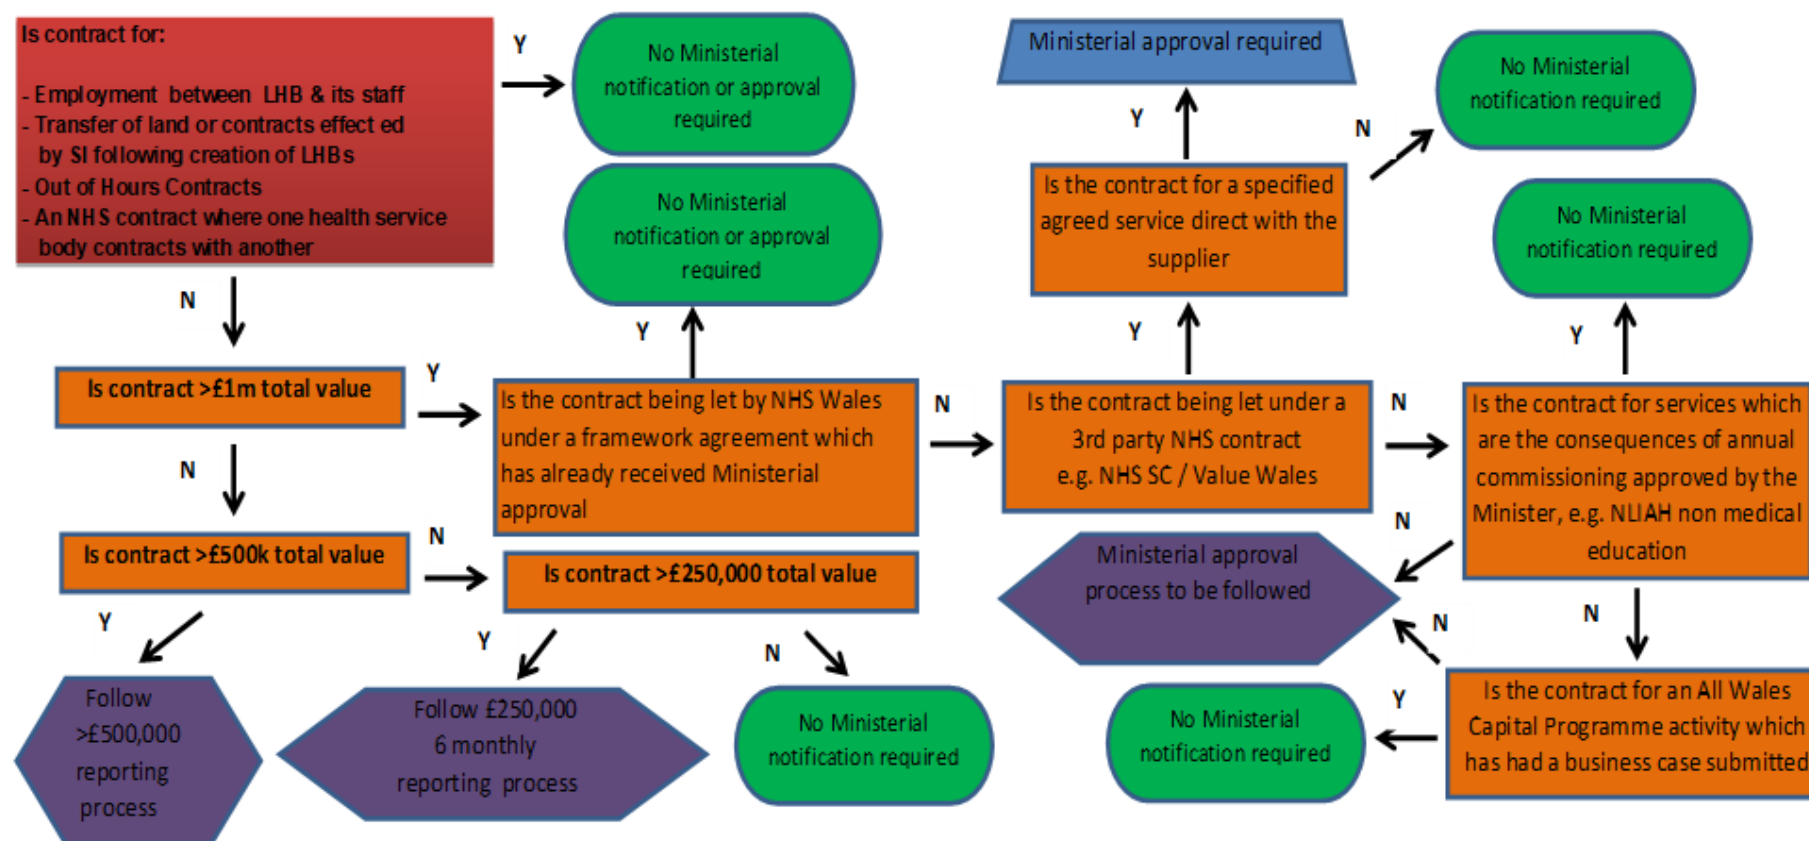 Is contract for:
- Employment between LHB & its staff
- Transfer of land or contracts effect ed
by SI following creation of LHBs
- Out of Hours Contracts
- An NHS contract where one health service
body contracts with another
Y
No Ministerial
notification or approval
required
No Ministerial
notification or approval
required
Ministerial approval required
No Ministerial
notification required
Y
N
Is the contract for a specified
agreed service direct with the
supplier
No Ministerial
notification required
N
Y
Y
Y
Is contract >£1m total value
Y
Is the contract being let by NHS Wales
under a framework agreement which
has already received Ministerial
approval
N
Is the contract being let under a
3rd party NHS contract
e.g. NHS SC / Value Wales
N
Is the contract for services which
are the consequences of annual
commissioning approved by the
Minister, e.g. NLIAH non medical
education
N
Is contract >£500k total value
N
Is contract >£250,000 total value
Ministerial approval
process to be followed
N
N
N
Y
Follow
>£500,000
reporting
process
Y
Follow £250,000
6 monthly
reporting process
N
No Ministerial
notification required
No Ministerial
notification required
Y
Is the contract for an All Wales
Capital Programme activity which
has had a business case submitted